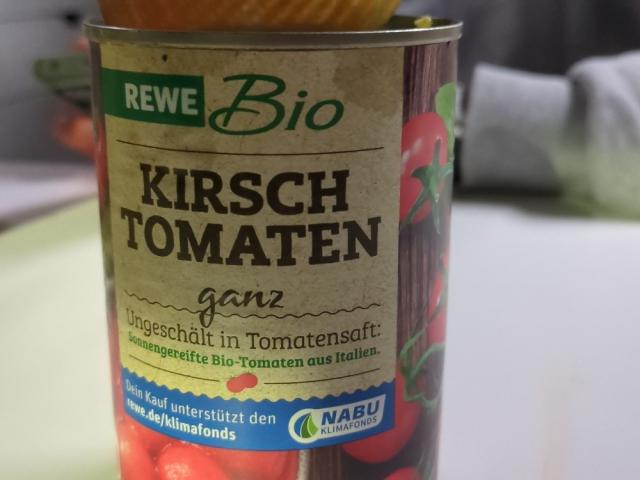 REWE Bio
KIRSCH
TOMATEN
ganz
Ungeschält in Tomatensaft:
Sonnengereifte Bio-Tomaten aus Italien.
Dein Kauf unterstützt den
rewe.de/klimafonds
NABU
KLIMAFONDS